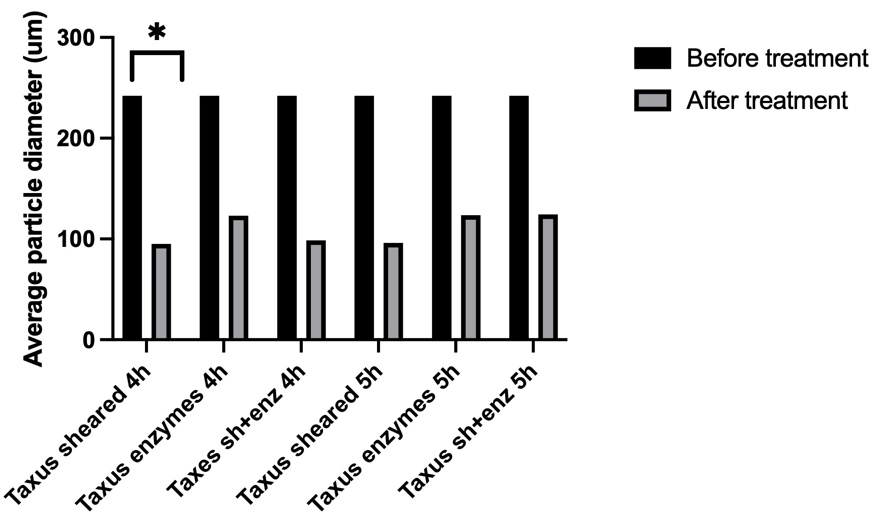 Average particle diameter (um)
300
200
100
0
*
Before treatment
After treatment
Taxus sheared 4h
Taxus enzymes 4h
Taxes sh+enz 4h
Taxus sheared 5h
Taxus enzymes 5h
Taxus sh+enz 5h